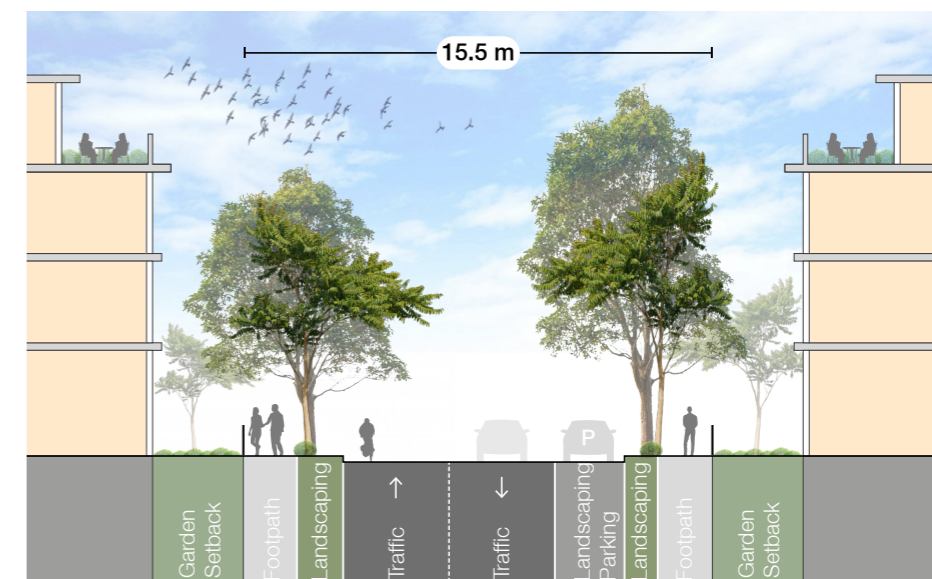 15.5 m
P
Garden
Setback
Footpath
Landscaping
Traffic
Traffic
Landscaping
Parking
Landscaping
Footpath
Garden
Setback